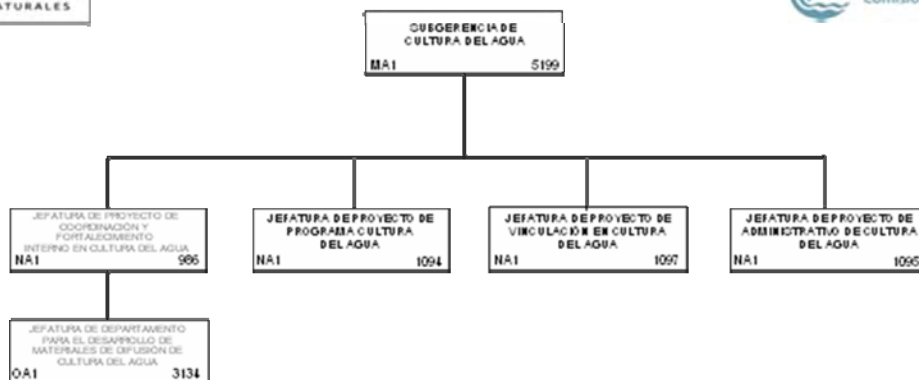 ATURALES
SUBGERENCIA DE
CULTURA DEL AGUA
MA1 5199
JEFATURA DE PROYECTO DE
COORDINACIÓN Y
FORTALECIMIENTO
INTERNO EN CULTURA DEL AGUA
NA1 986
JEFATURA DE PROYECTO DE
PROGRAMA CULTURA
DEL AGUA
NA1 1094
JEFATURA DE PROYECTO DE
VINCULACIÓN EN CULTURA
DEL AGUA
NA1 1097
JEFATURA DE PROYECTO DE
ADMINISTRATIVO DE CULTURA
DEL AGUA
NA1 1095
JEFATURA DE DEPARTAMENTO
PARA EL DESARROLLO DE
MATERIALES DE DIFUSIÓN DE
CULTURA DEL AGUA
OA1 3134